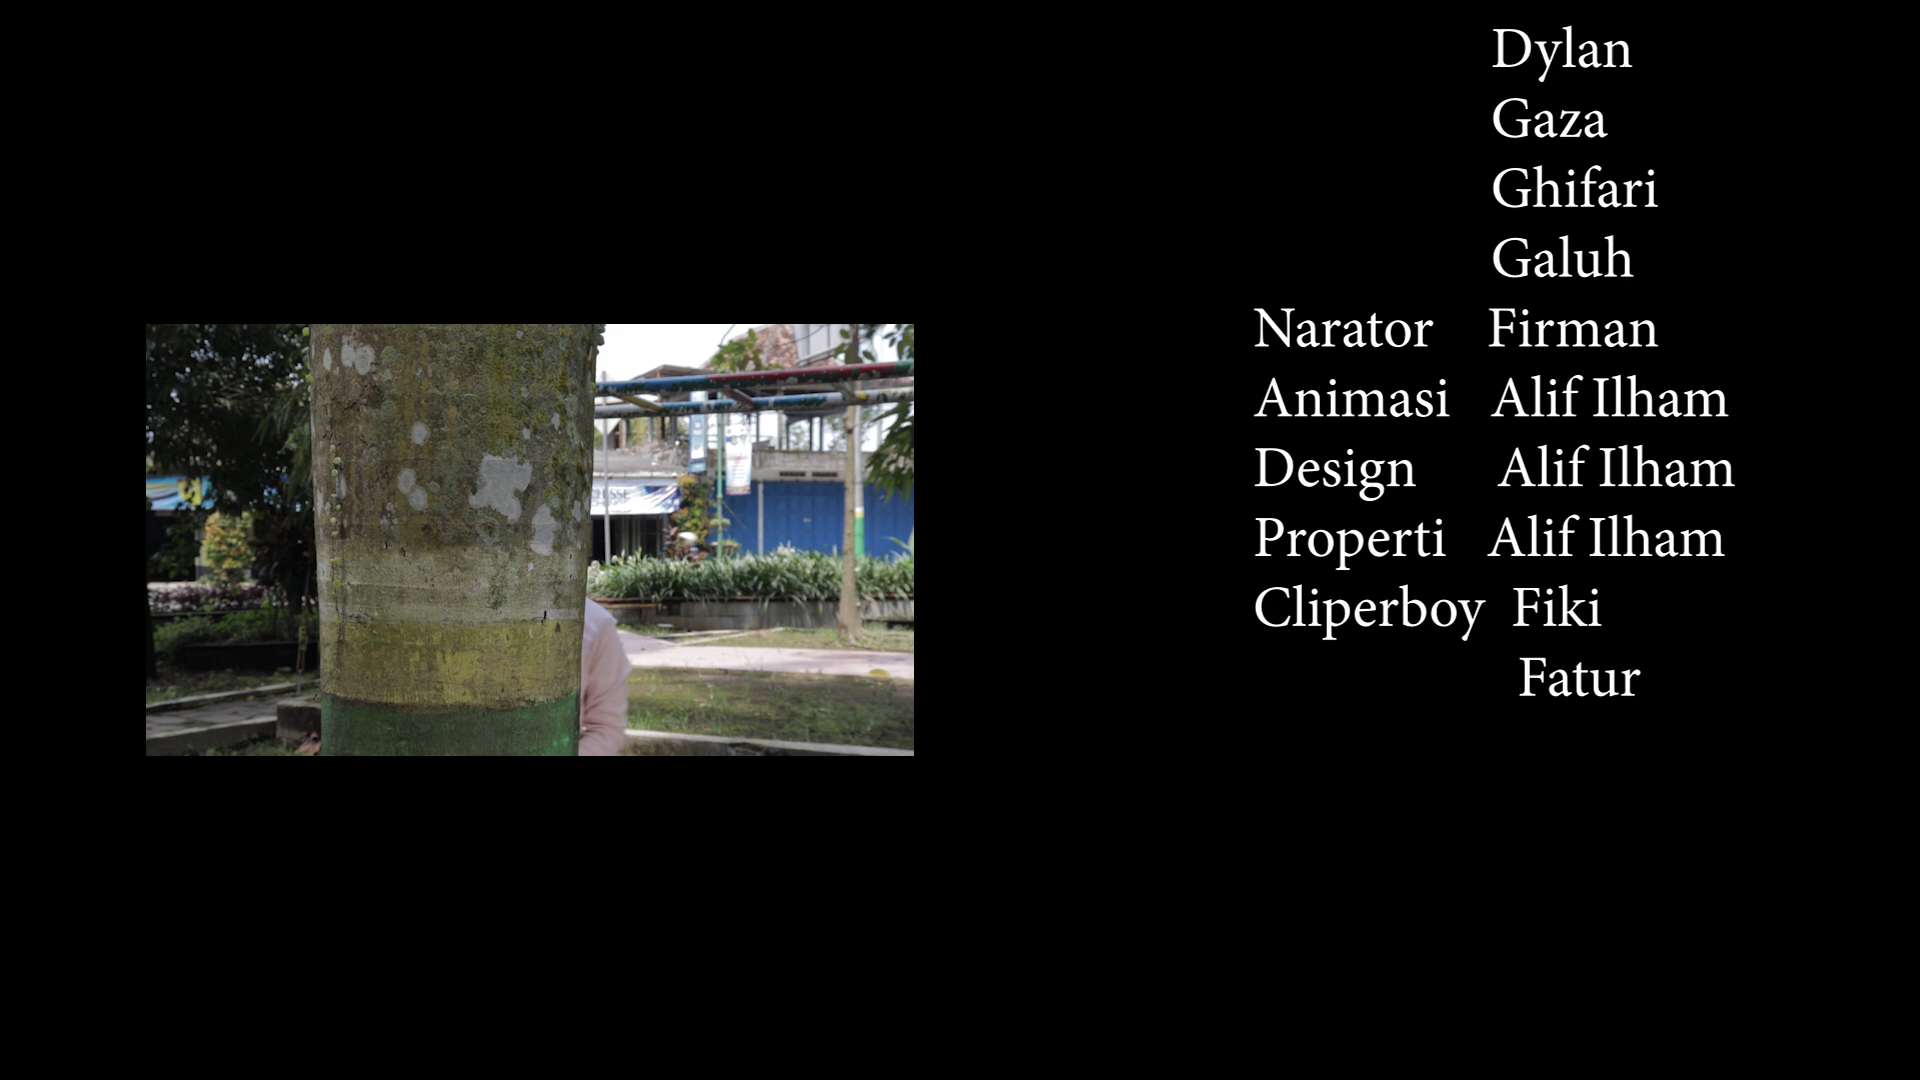 Dylan
Gaza
Ghifari
Galuh
Narator Firman
Animasi Alif Ilham
Design Alif Ilham
Properti Alif Ilham
Cliperboy Fiki
Fatur